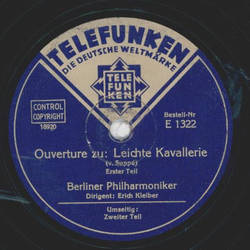 TELEFUNKEN
DIE DEUTSCHE WELTMARKE
TELE
FUN
KEN
CONTROL
COPYRIGHT
18920
Bestell-Nr
E 1322
Ouverture zu: Leichte Kavallerie
(v. Suppé)
Erster Teil
Berliner Philharmoniker
Dirigent: Erich Kleiber
Umseitig:
Zweiter Teil